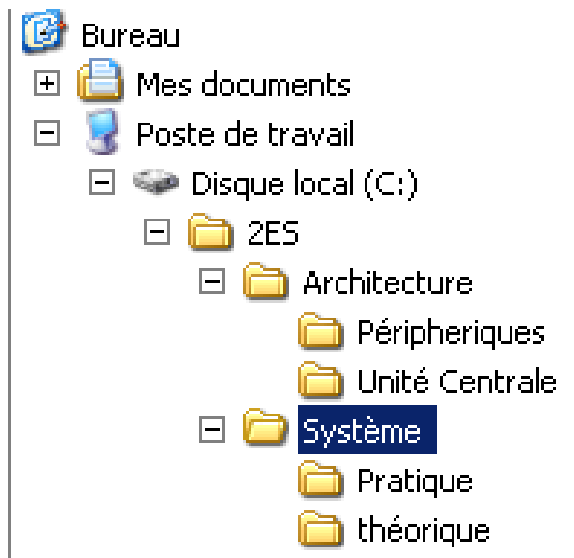 Bureau
Mes documents
Poste de travail
Disque local (C:)
2ES
Architecture
Péripheriques
Unité Centrale
Système
Pratique
théorique